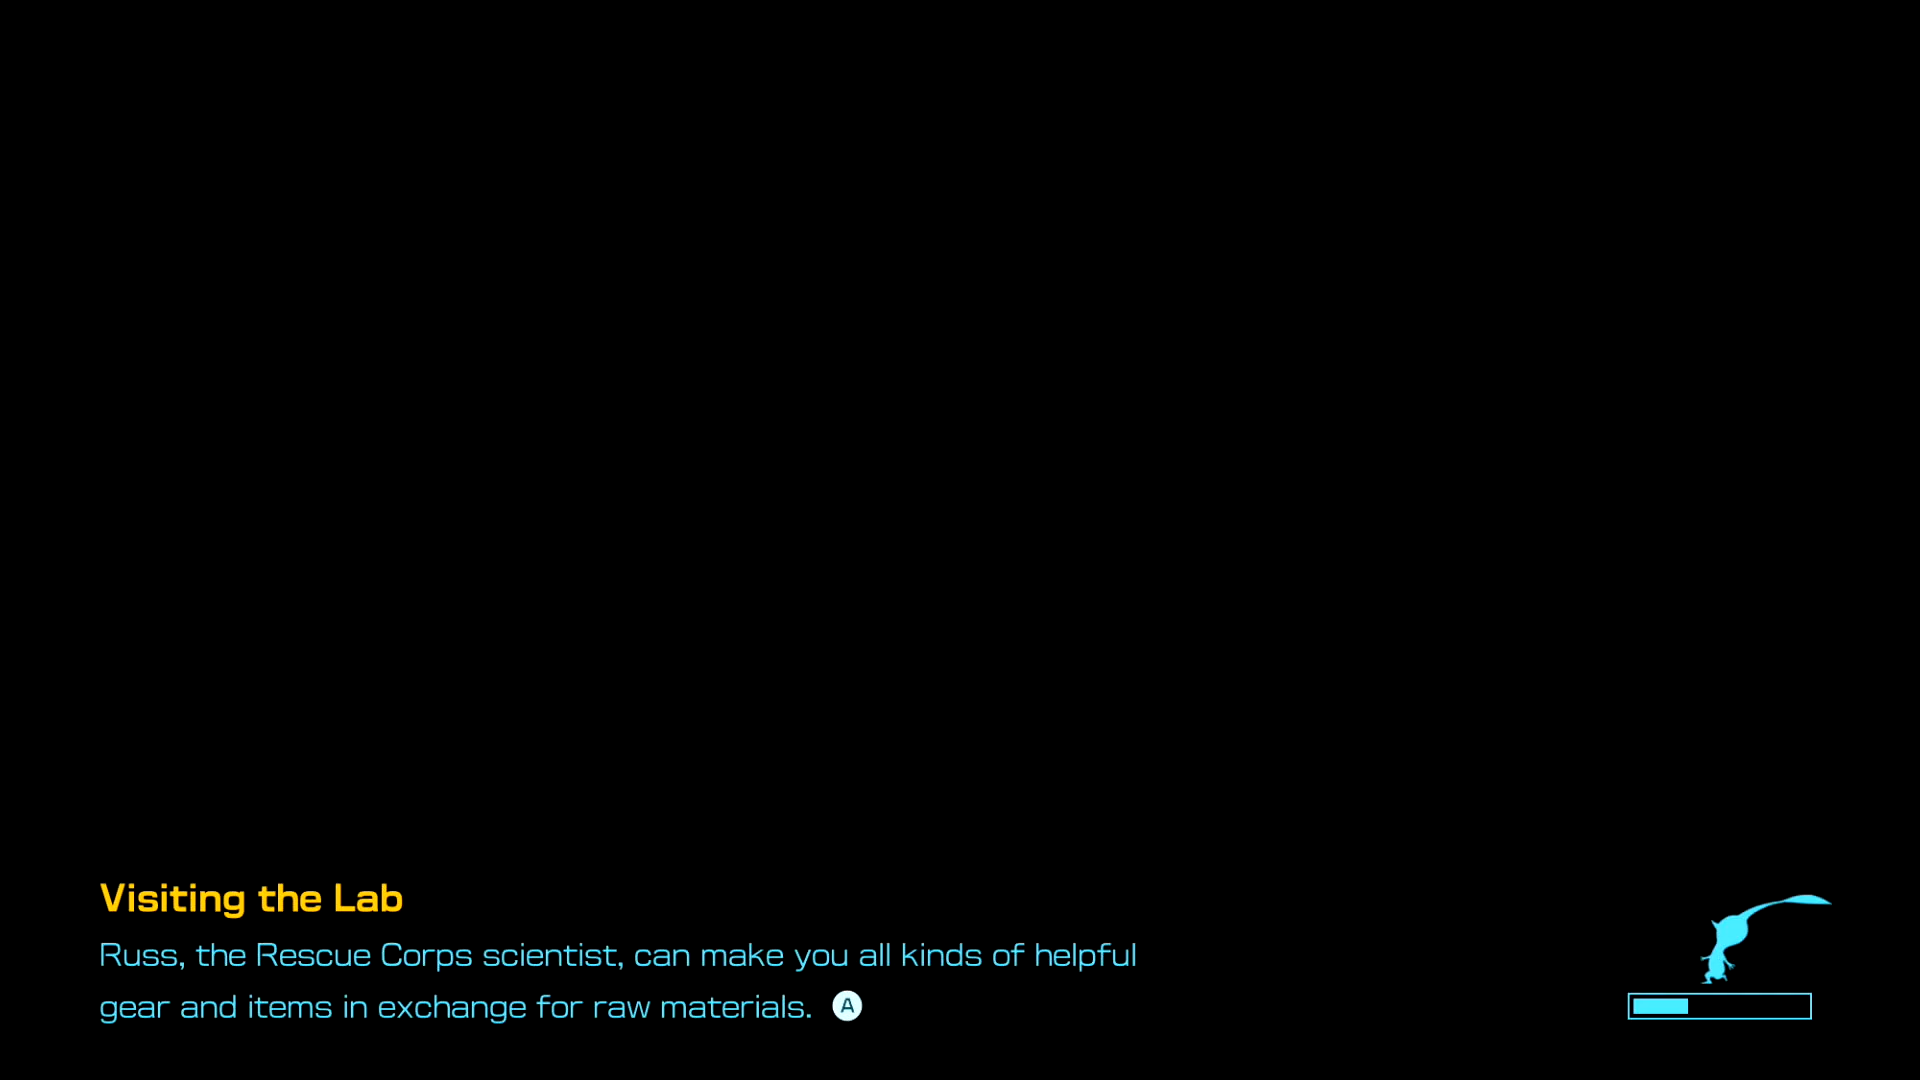 Visiting the Lab
Russ, the Rescue Corps scientist, can make you all kinds of helpful
gear and items in exchange for raw materials. A